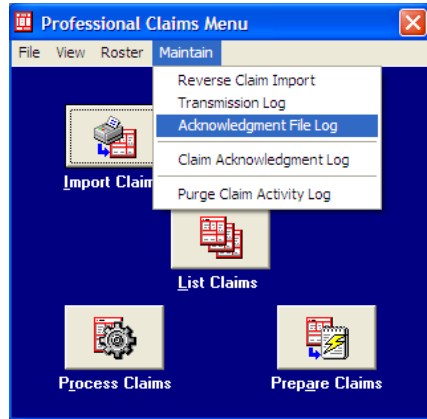 Professional Claims Menu
File View Roster Maintain
Reverse Claim Import
Transmission Log
Acknowledgment File Log
Claim Acknowledgment Log
Purge Claim Activity Log
Import Claim
List Claims
Process Claims
Prepare Claims